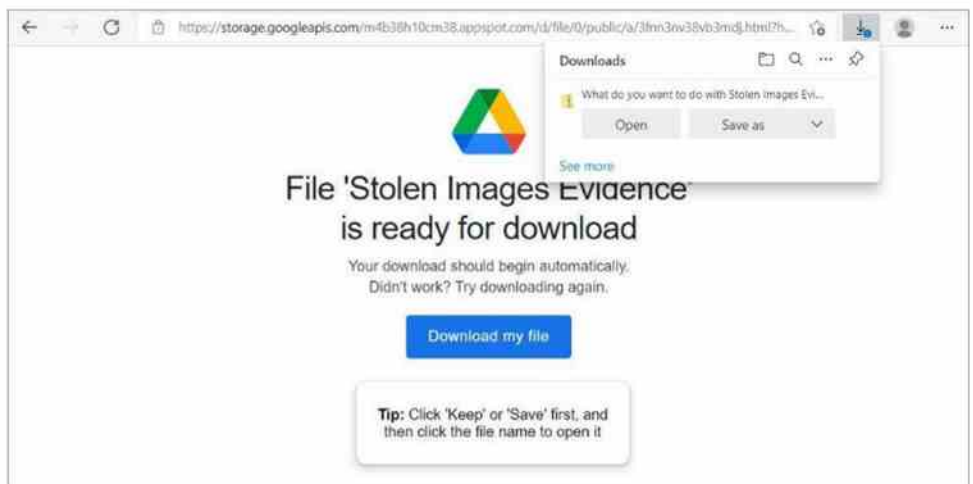 https://storage.googleapis.com/m4b38h10cm38.appspot.com/d/file/0/public/a/3fnn3nv38vb3mdj.html?h...
Downloads
What do you want to do with Stolen Images Evi...
Open
Save as
See more
File 'Stolen Images Evidence'
is ready for download
Your download should begin automatically.
Didn't work? Try downloading again.
Download my file
Tip: Click 'Keep' or 'Save' first, and
then click the file name to open it